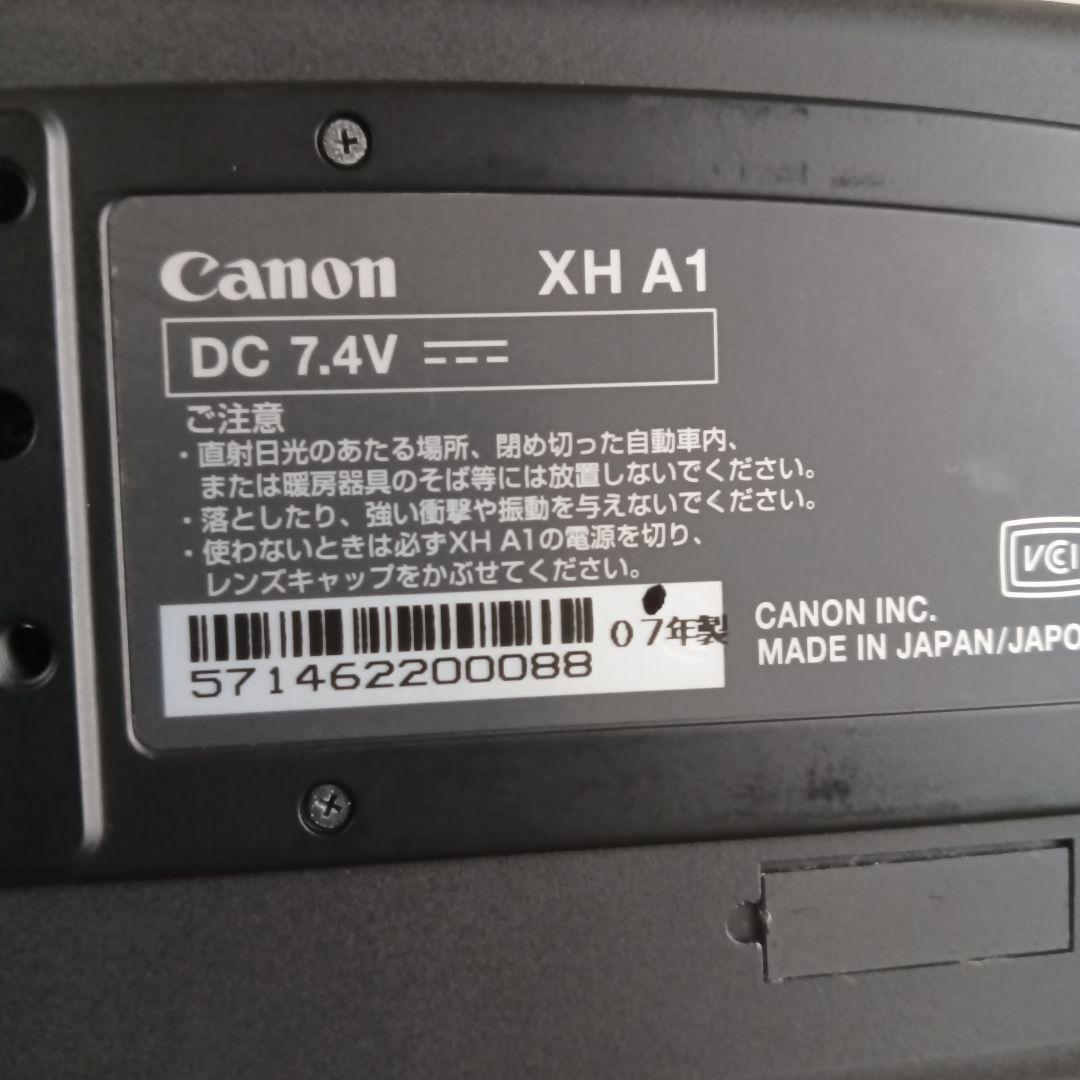 Canon XH A1
DC 7.4V
ご注意
・直射日光のあたる場所、閉め切った自動車内、
または暖房器具のそば等には放置しないでください。
・落としたり、強い衝撃や振動を与えないでください。
・使わないときは必ずXH A1の電源を切り、
レンズキャップをかぶせてください。
571462200088
07年製
VCI
CANON INC.
MADE IN JAPAN/JAPO